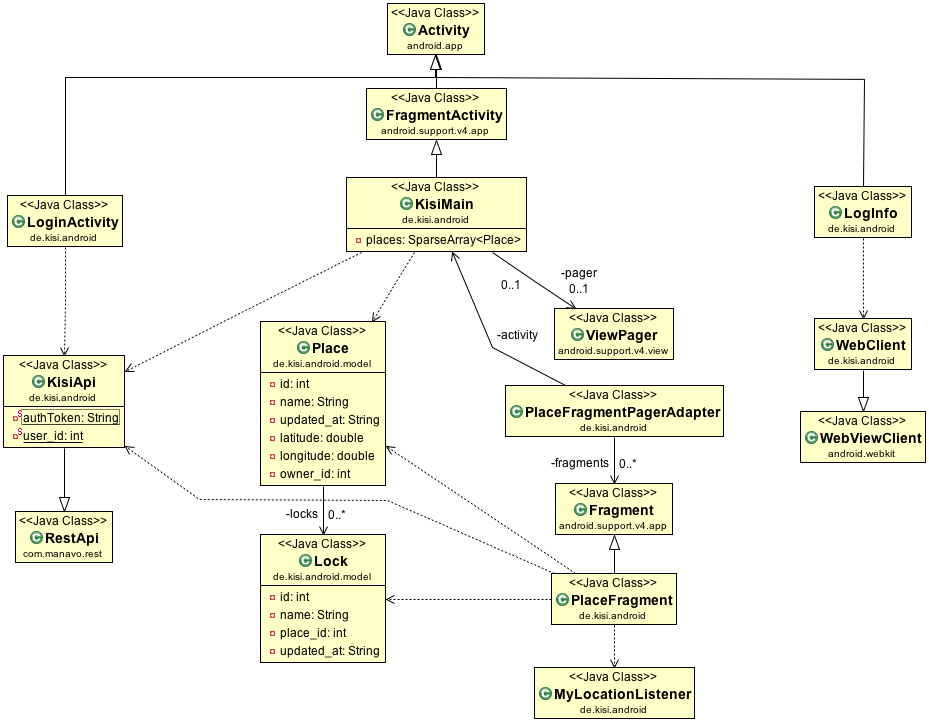 <<Java Class>>
Activity
android.app
<<Java Class>>
FragmentActivity
android.support.v4.app
<<Java Class>>
LoginActivity
de.kisi.android
<<Java Class>>
KisiMain
de.kisi.android
places: SparseArray<Place>
<<Java Class>>
LogInfo
de.kisi.android
-pager
0..1
0..1
<<Java Class>>
ViewPager
android.support.v4.view
-activity
<<Java Class>>
WebClient
de.kisi.android
<<Java Class>>
Place
de.kisi.android.model
id: int
name: String
updated_at: String
latitude: double
longitude: double
owner_id: int
<<Java Class>>
KisiApi
de.kisi.android
authToken: String
user_id: int
<<Java Class>>
PlaceFragmentPagerAdapter
de.kisi.android
<<Java Class>>
WebViewClient
android.webkit
-fragments
0..*
<<Java Class>>
Fragment
android.support.v4.app
-locks
0..*
<<Java Class>>
RestApi
com.manavo.rest
<<Java Class>>
Lock
de.kisi.android.model
id: int
name: String
place_id: int
updated_at: String
<<Java Class>>
PlaceFragment
de.kisi.android
<<Java Class>>
MyLocationListener
de.kisi.android